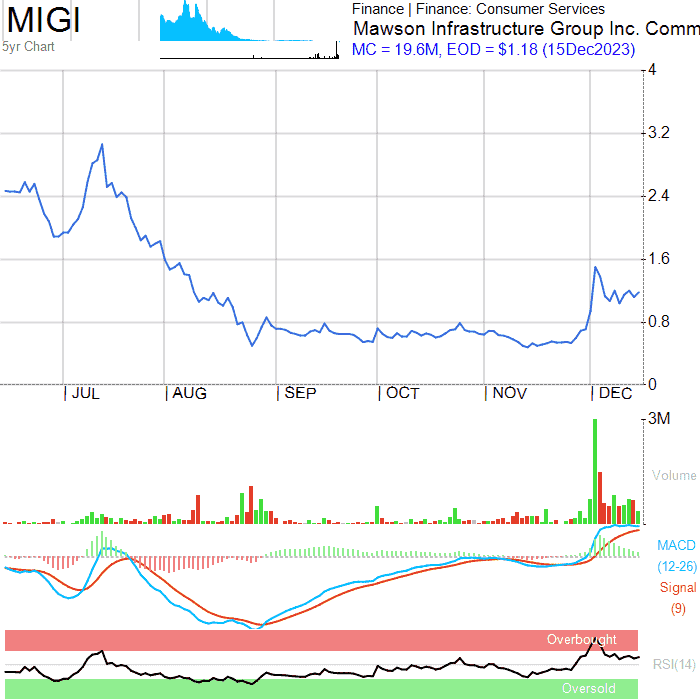 MIGI
5yr Chart
Finance | Finance: Consumer Services
Mawson Infrastructure Group Inc. Comm
MC = 19.6M, EOD = $1.18 (15Dec2023)
4
3.2
2.4
1.6
0.8
0
JUL AUG SEP OCT NOV DEC
3M
Volume
MACD
(12-26)
Signal
(9)
Overbought
RSI(14)
Oversold